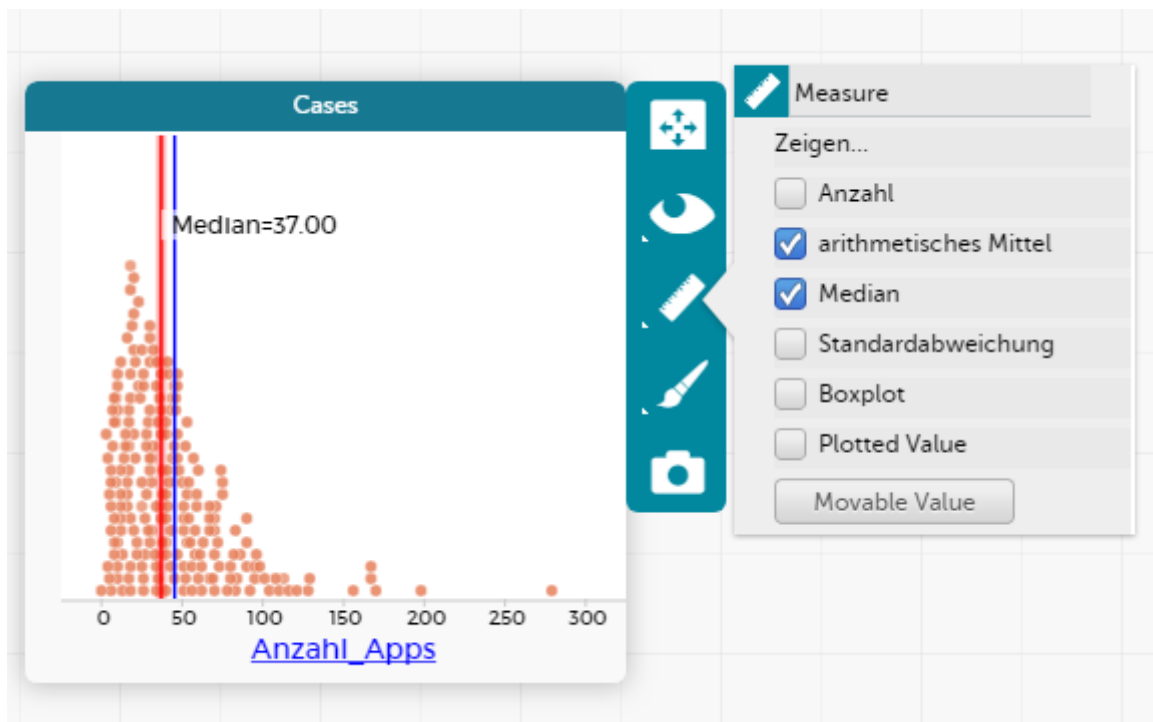 Cases
Median=37.00
0 50 100 150 200 250 300
Anzahl_Apps
Measure
Zeigen...
Anzahl
arithmetisches Mittel
Median
Standardabweichung
Boxplot
Plotted Value
Movable Value